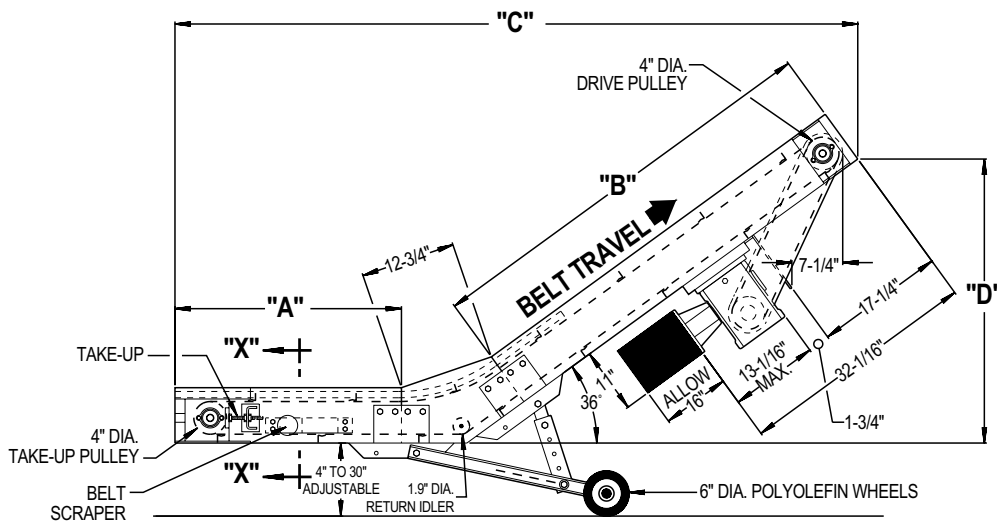 "C"
4" DIA.
DRIVE PULLEY
"B"
BELT TRAVEL
12-3/4"
7-1/4"
17-1/4"
"D"
"A"
"X"
TAKE-UP
13-1/16"
MAX.
32-1/16"
11"
ALLOW
16"
36°
1-3/4"
4" DIA.
TAKE-UP PULLEY
"X"
4" TO 30"
ADJUSTABLE
1.9" DIA.
RETURN IDLER
BELT
SCRAPER
6" DIA. POLYOLEFIN WHEELS